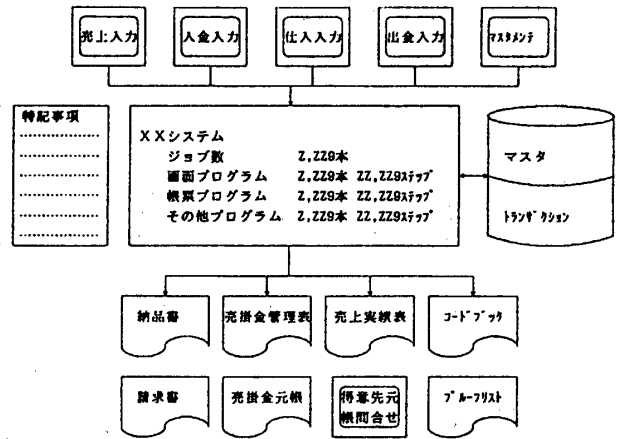 売上入力
入金入力
仕入入力
出金入力
ﾏｽﾀﾒﾝﾃ
特記事項
ＸＸシステム
ジョブ数 Z,ZZ9本
画面プログラム Z,ZZ9本 ZZ,ZZ9ｽﾃｯﾌﾟ
帳票プログラム Z,ZZ9本 ZZ,ZZ9ｽﾃｯﾌﾟ
その他プログラム Z,ZZ9本 ZZ,ZZ9ｽﾃｯﾌﾟ
マスタ
ﾄﾗﾝｻﾞｸｼｮﾝ
納品書
売掛金管理表
売上実績表
ｺｰﾄﾞﾌﾞｯｸ
請求書
売掛金元帳
得意先元
帳問合せ
ﾌﾟﾙｰﾌﾘｽﾄ